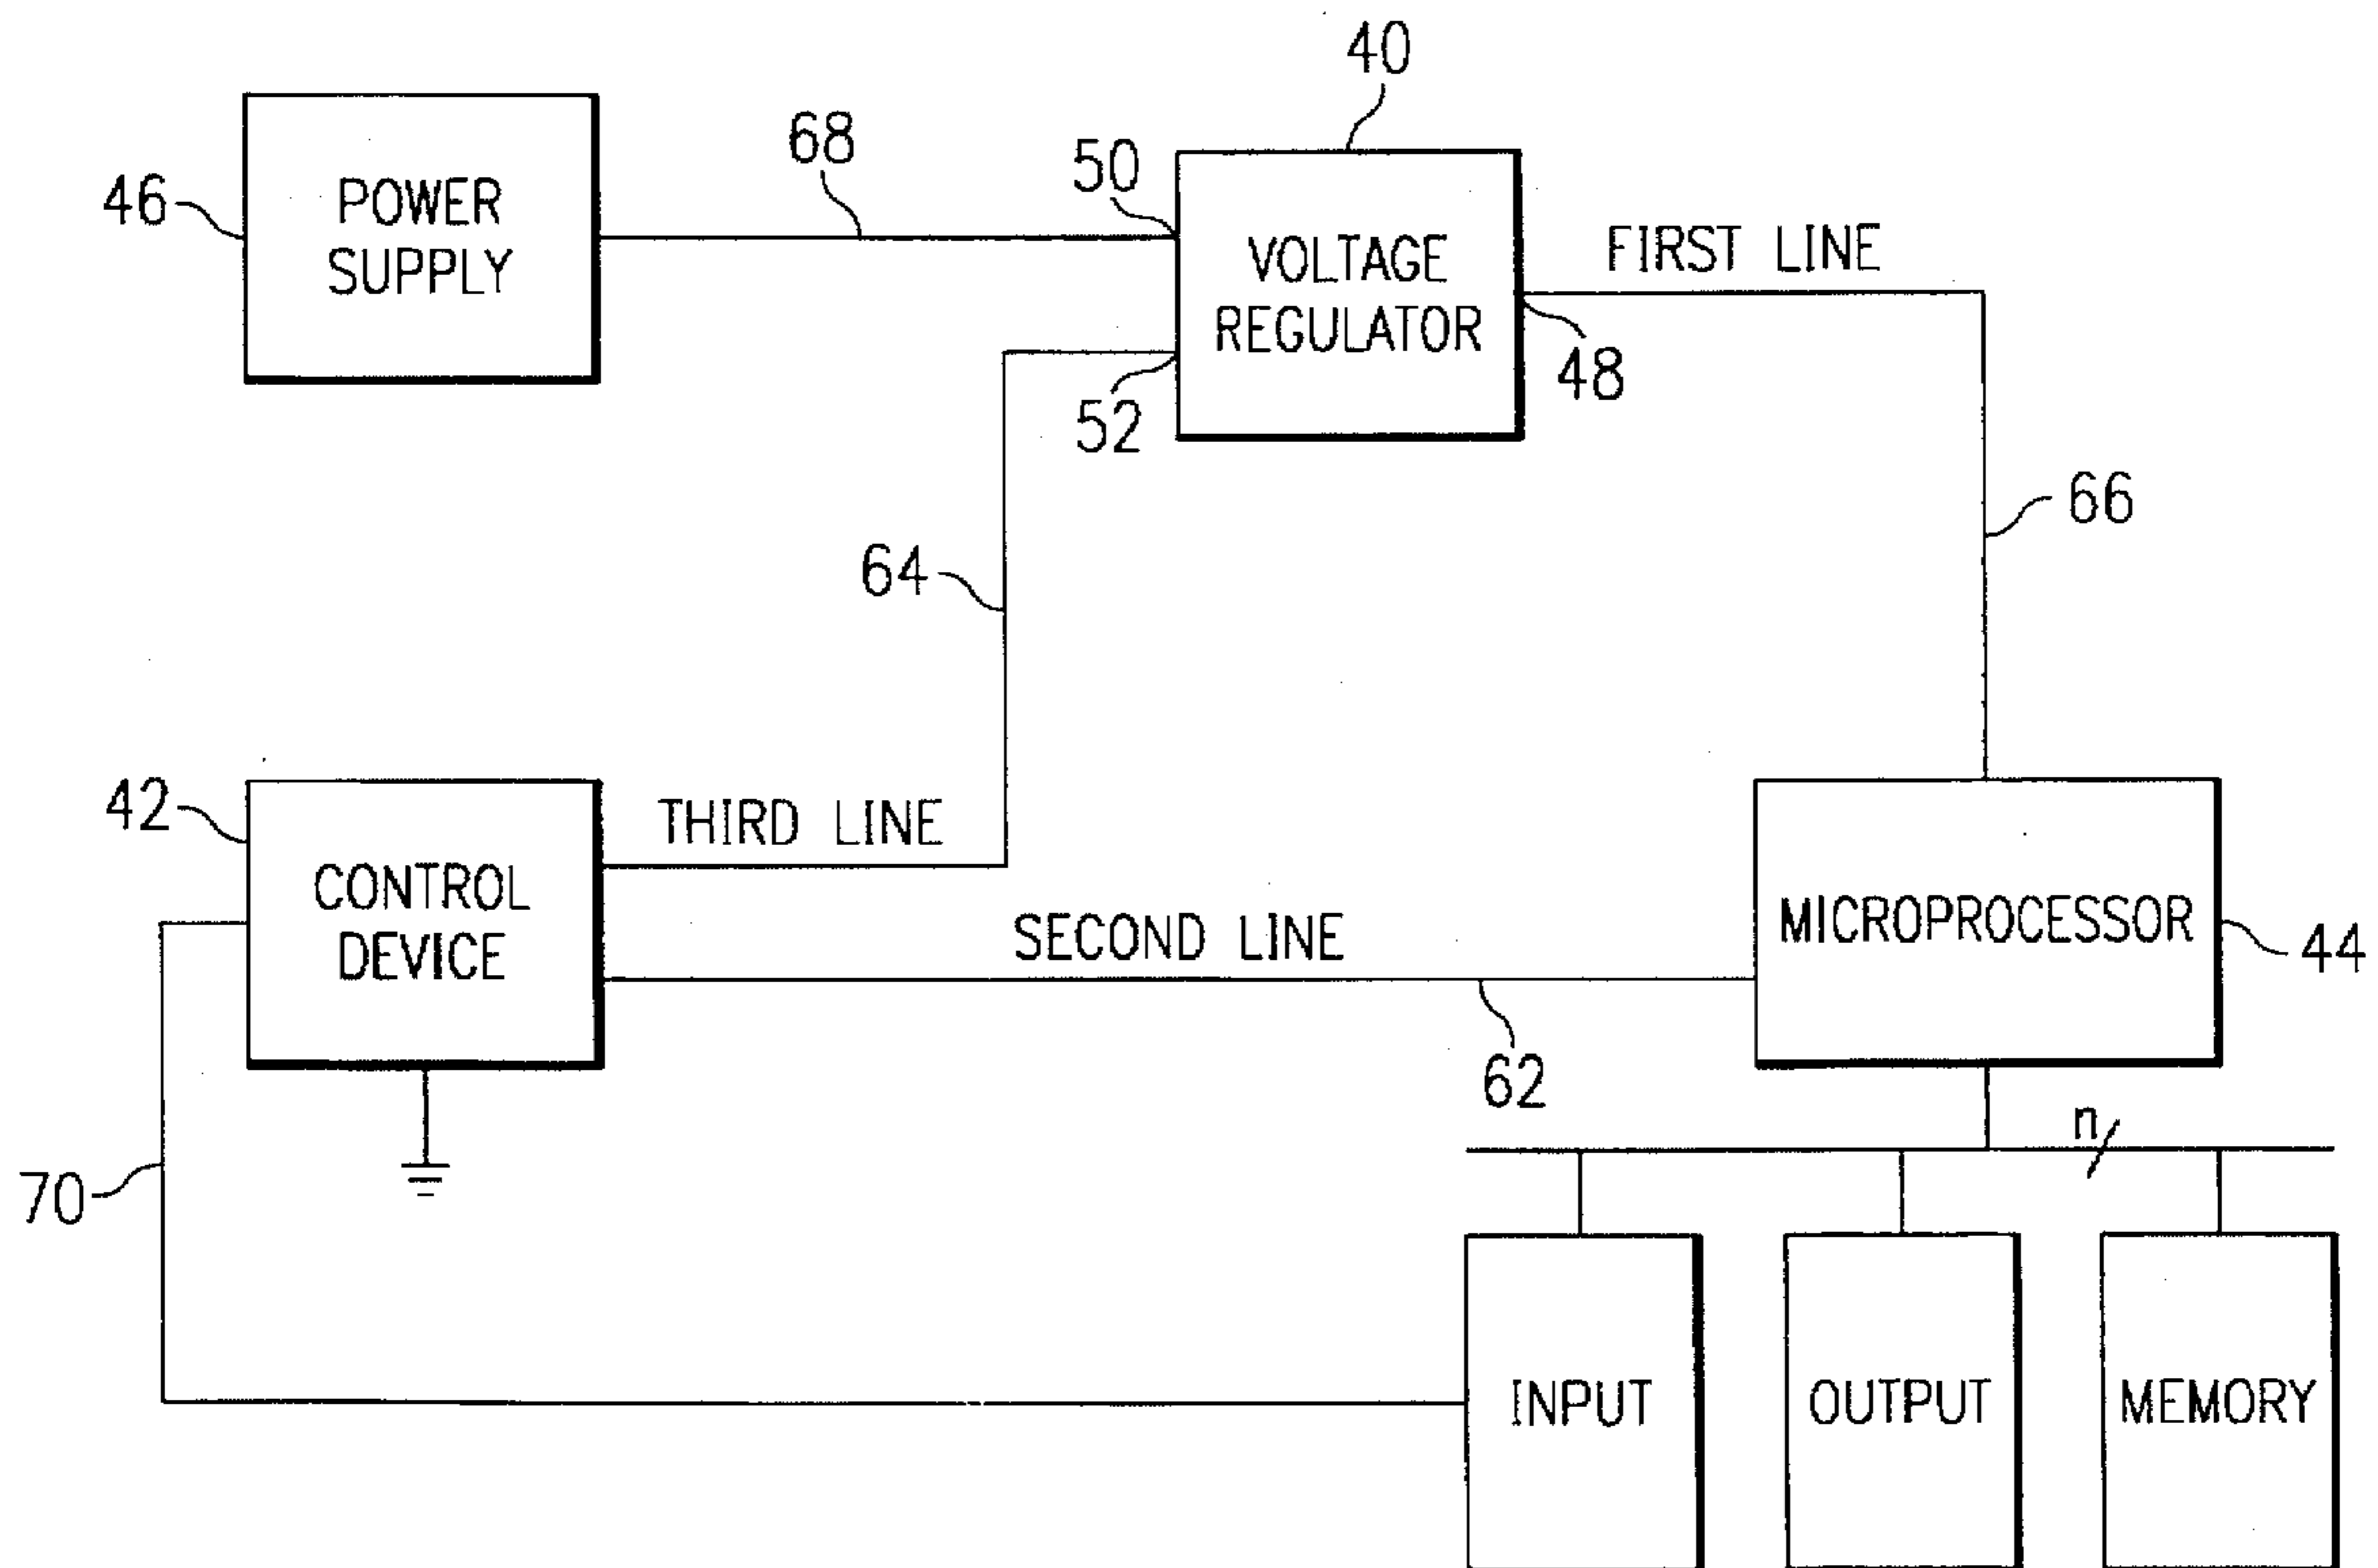 40
POWER
SUPPLY
46
68
50
VOLTAGE
REGULATOR
FIRST LINE
48
52
66
64
42
CONTROL
DEVICE
THIRD LINE
SECOND LINE
62
MICROPROCESSOR
44
n
70
INPUT
OUTPUT
MEMORY